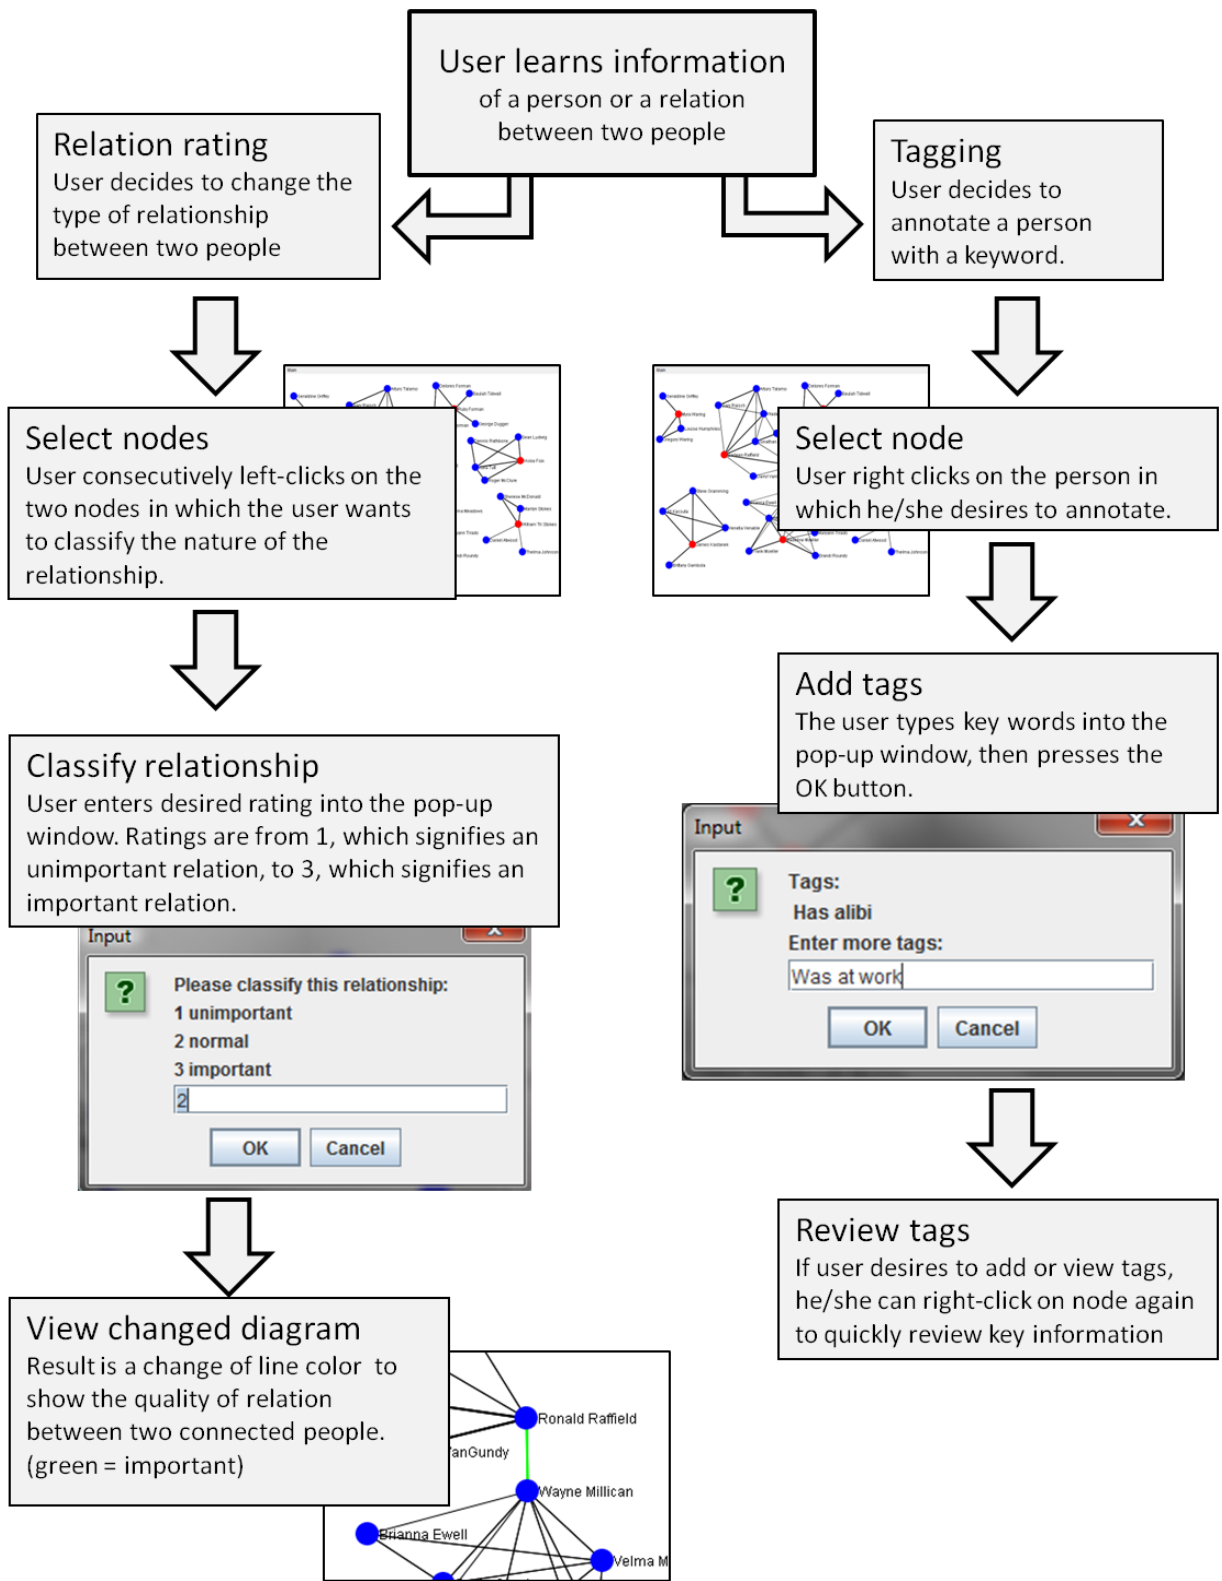 User learns information
of a person or a relation
between two people
Relation rating
User decides to change the
type of relationship
between two people
Tagging
User decides to
annotate a person
with a keyword.
Select nodes
User consecutively left-clicks on the
two nodes in which the user wants
to classify the nature of the
relationship.
Select node
User right clicks on the person in
which he/she desires to annotate.
Classify relationship
User enters desired rating into the pop-up
window. Ratings are from 1, which signifies an
unimportant relation, to 3, which signifies an
important relation.
Input
Please classify this relationship:
1 unimportant
2 normal
3 important
2
OK
Cancel
Add tags
The user types key words into the
pop-up window, then presses the
OK button.
Input
Tags:
Has alibi
Enter more tags:
Was at work
OK
Cancel
View changed diagram
Result is a change of line color to
show the quality of relation
between two connected people.
(green = important)
Ronald Raffield
VanGundy
Wayne Millican
Brianna Ewell
Velma M
Review tags
If user desires to add or view tags,
he/she can right-click on node again
to quickly review key information